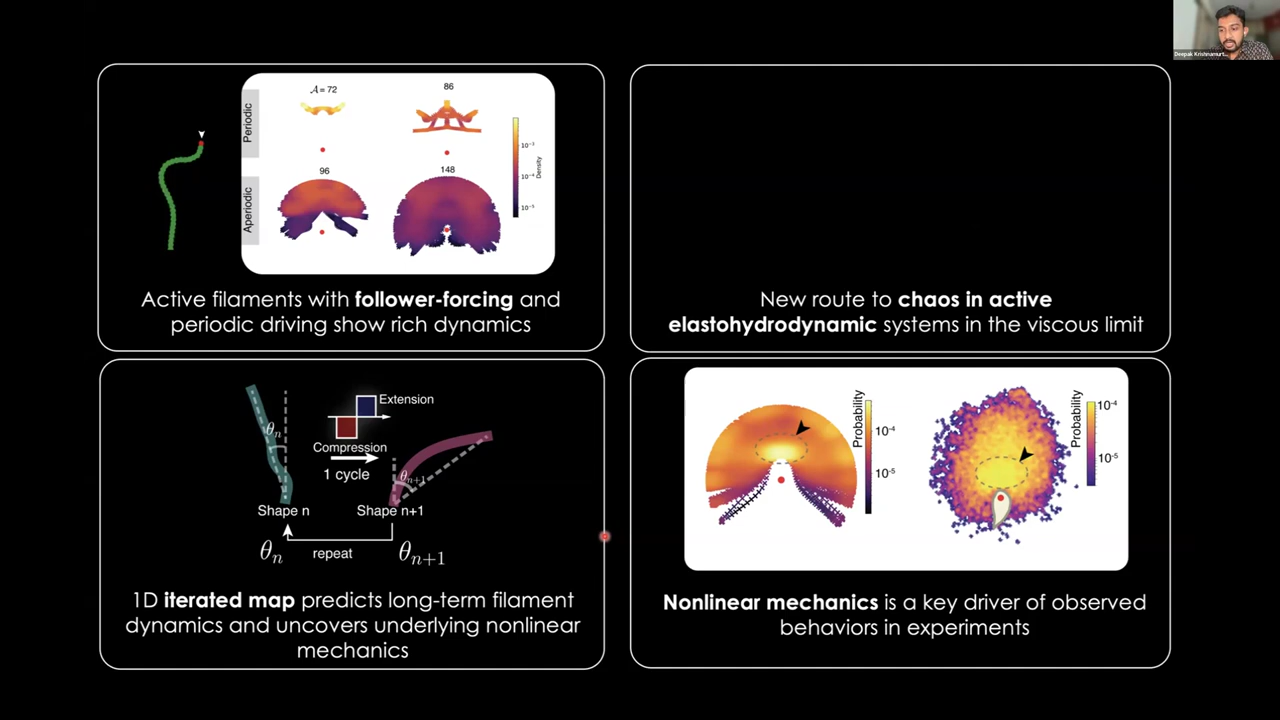 Deepak Krishnamurt...
𝒜 = 72
86
Periodic
96
148
Aperiodic
10⁻³
10⁻⁴
10⁻⁵
Density
Active filaments with follower-forcing and
periodic driving show rich dynamics
New route to chaos in active
elastohydrodynamic systems in the viscous limit
θₙ
Extension
Compression
1 cycle
θₙ₊₁
Shape n
Shape n+1
θₙ
repeat
θₙ₊₁
1D iterated map predicts long-term filament
dynamics and uncovers underlying nonlinear
mechanics
Probability
10⁻⁴
10⁻⁵
Probability
10⁻⁴
10⁻⁵
Nonlinear mechanics is a key driver of observed
behaviors in experiments